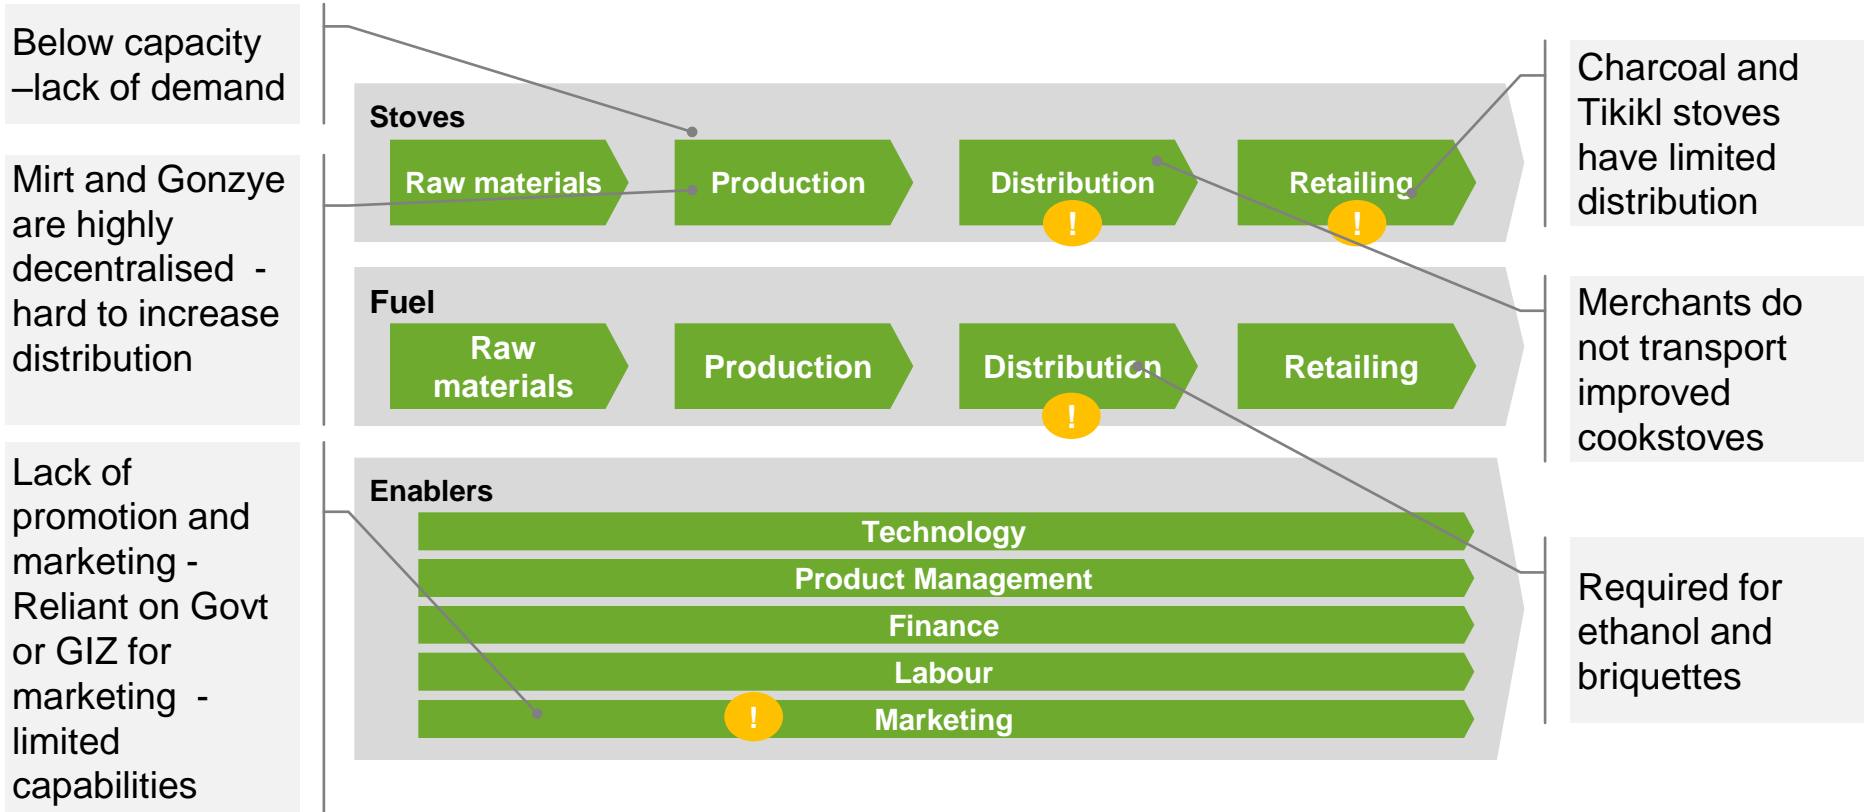 Below capacity
–lack of demand
Mirt and Gonzye
are highly
decentralised  -
hard to increase
distribution
Lack of
promotion and
marketing -
Reliant on Govt
or GIZ for
marketing  -
limited
capabilities
Stoves
Raw materials
Production
Distribution
!
Retailing
!
Fuel
Raw
materials
Production
Distribution
!
Retailing
Enablers
Technology
Product Management
Finance
Labour
!
Marketing
Charcoal and
Tikikl stoves
have limited
distribution
Merchants do
not transport
improved
cookstoves
Required for
ethanol and
briquettes